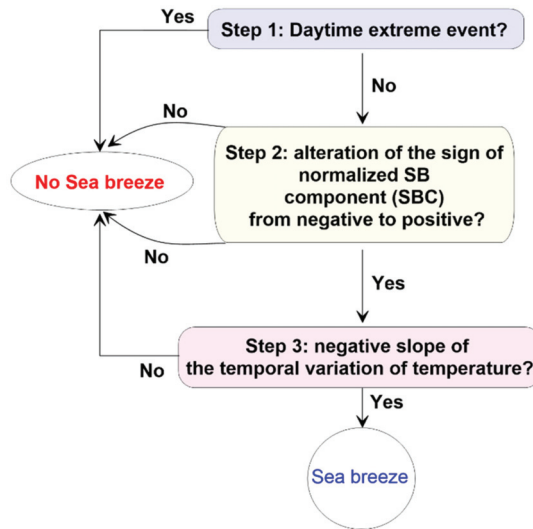 Yes
Step 1: Daytime extreme event?
No
No
Step 2: alteration of the sign of
normalized SB
component (SBC)
from negative to positive?
No Sea breeze
No
Yes
Step 3: negative slope of
the temporal variation of temperature?
No
Yes
Sea breeze